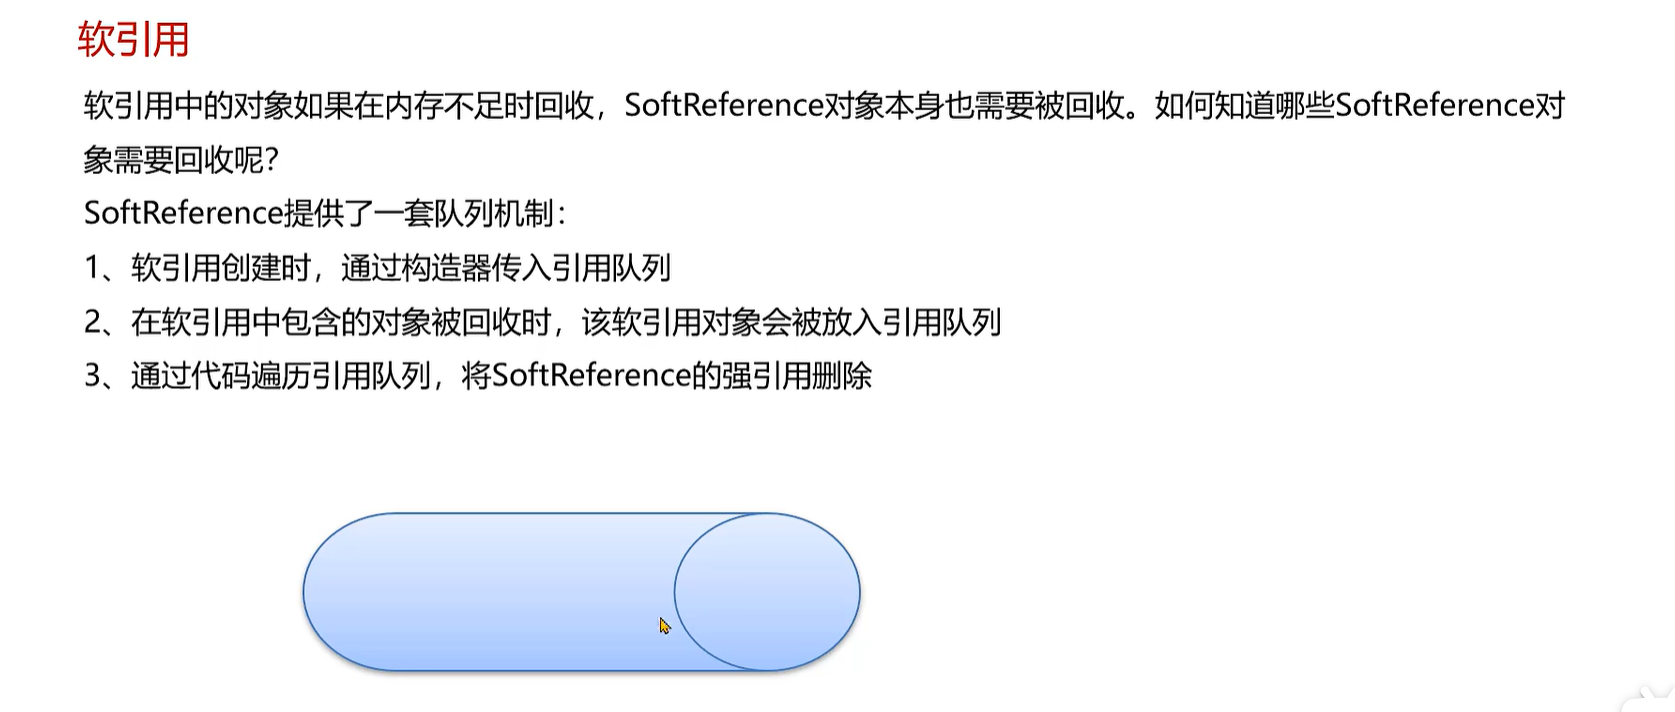 软引用
软引用中的对象如果在内存不足时回收，SoftReference对象本身也需要被回收。如何知道哪些SoftReference对
象需要回收呢？
SoftReference提供了一套队列机制：
1、软引用创建时，通过构造器传入引用队列
2、在软引用中包含的对象被回收时，该软引用对象会被放入引用队列
3、通过代码遍历引用队列，将SoftReference的强引用删除